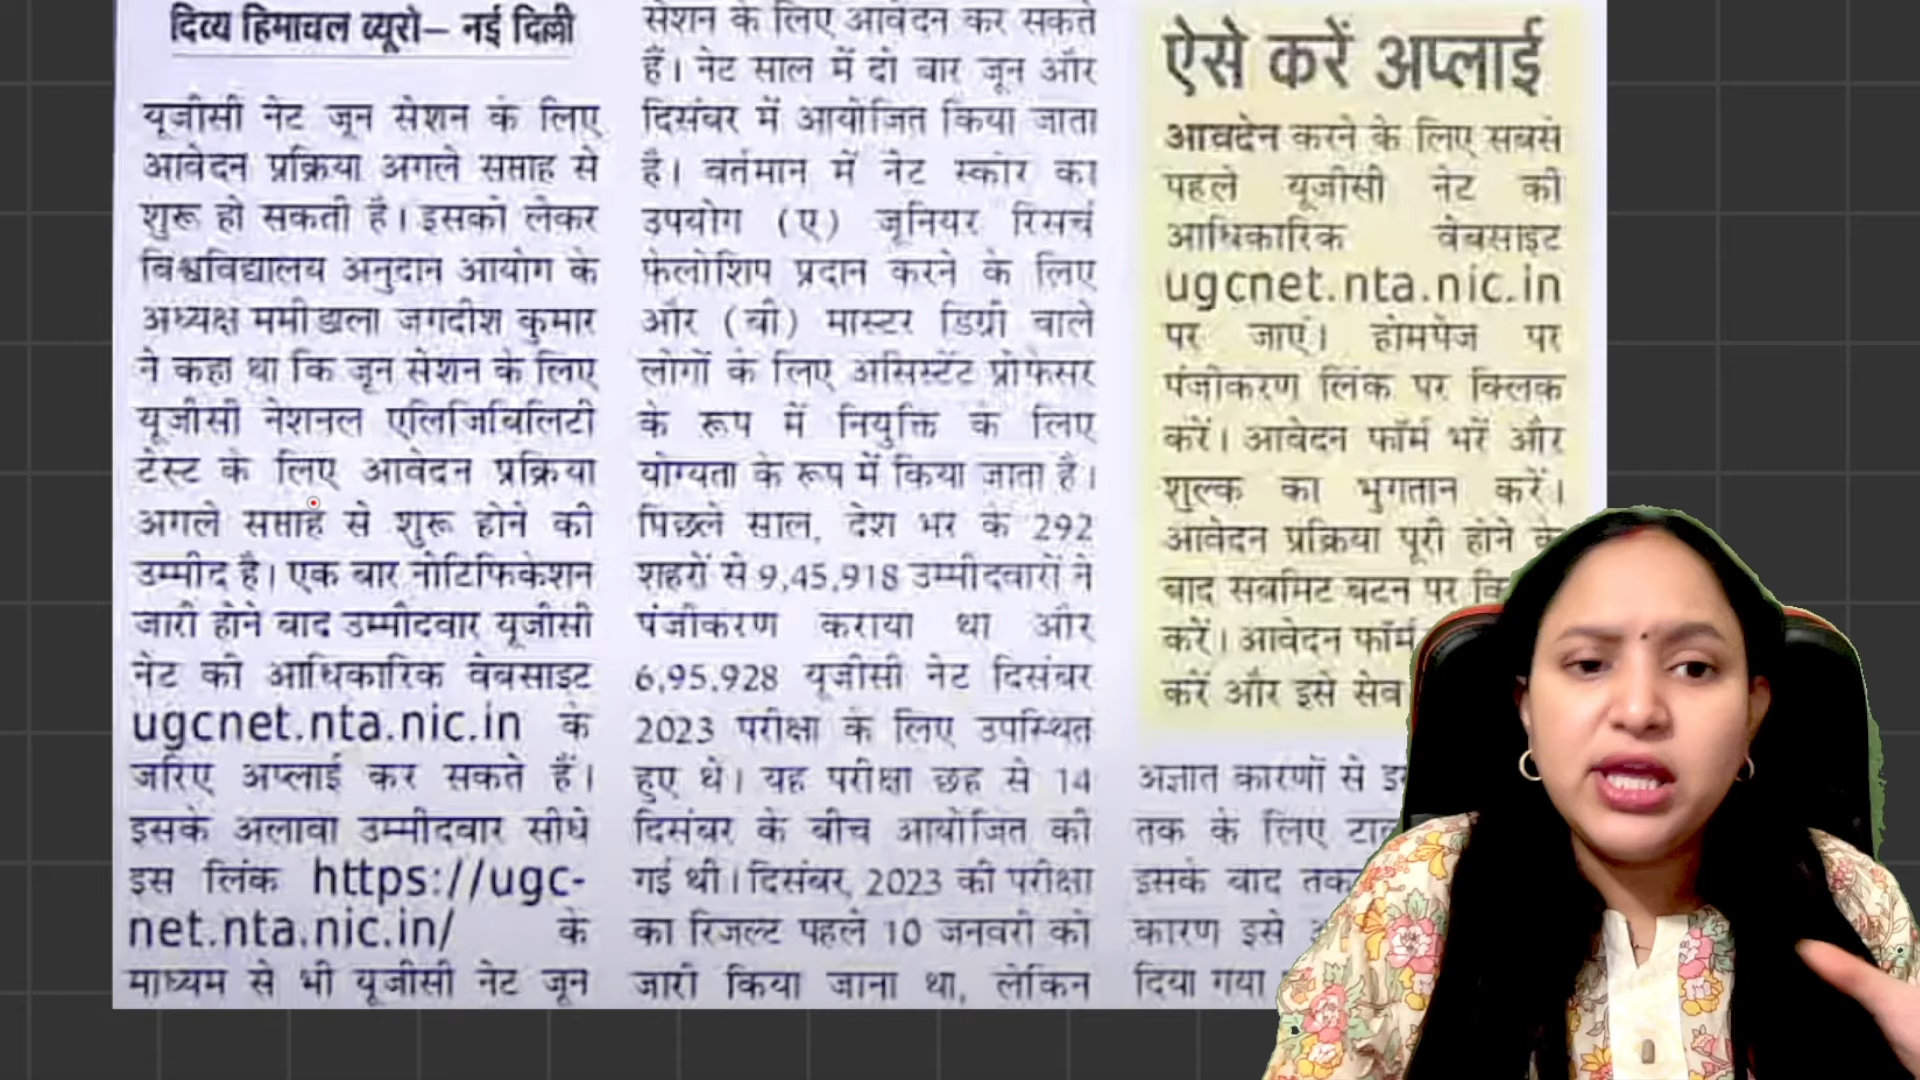 दिव्य हिमाचल ब्यूरो— नई दिल्ली
यूजीसी नेट जून सेशन के लिए
आवेदन प्रक्रिया अगले सप्ताह से
शुरू हो सकती है। इसको लेकर
विश्वविद्यालय अनुदान आयोग के
अध्यक्ष ममीडाला जगदीश कुमार
ने कहा था कि जून सेशन के लिए
यूजीसी नेशनल एलिजिबिलिटी
टेस्ट के लिए आवेदन प्रक्रिया
अगले सप्ताह से शुरू होने की
उम्मीद है। एक बार नोटिफिकेशन
जारी होने बाद उम्मीदवार यूजीसी
नेट की आधिकारिक वेबसाइट
ugcnet.nta.nic.in के
जरिए अप्लाई कर सकते हैं।
इसके अलावा उम्मीदवार सीधे
इस लिंक https://ugc-
net.nta.nic.in/ के
माध्यम से भी यूजीसी नेट जून
सेशन के लिए आवेदन कर सकते
हैं। नेट साल में दो बार जून और
दिसंबर में आयोजित किया जाता
है। वर्तमान में नेट स्कोर का
उपयोग (ए) जूनियर रिसर्च
फेलोशिप प्रदान करने के लिए
और (बी) मास्टर डिग्री वाले
लोगों के लिए असिस्टेंट प्रोफेसर
के रूप में नियुक्ति के लिए
योग्यता के रूप में किया जाता है।
पिछले साल, देश भर के 292
शहरों से 9,45,918 उम्मीदवारों ने
पंजीकरण कराया था और
6,95,928 यूजीसी नेट दिसंबर
2023 परीक्षा के लिए उपस्थित
हुए थे। यह परीक्षा छह से 14
दिसंबर के बीच आयोजित की
गई थी। दिसंबर, 2023 की परीक्षा
का रिजल्ट पहले 10 जनवरी को
जारी किया जाना था, लेकिन
ऐसे करें अप्लाई
आवदेन करने के लिए सबसे
पहले यूजीसी नेट की
आधिकारिक वेबसाइट
ugcnet.nta.nic.in
पर जाएं। होमपेज पर
पंजीकरण लिंक पर क्लिक
करें। आवेदन फॉर्म भरें और
शुल्क का भुगतान करें।
आवेदन प्रक्रिया पूरी होने के
बाद सबमिट बटन पर
करें। आवेदन फॉर्म
करें और इसे सेव
अज्ञात कारणों से
तक के लिए
इसके बाद
कारण इसे
दिया गया